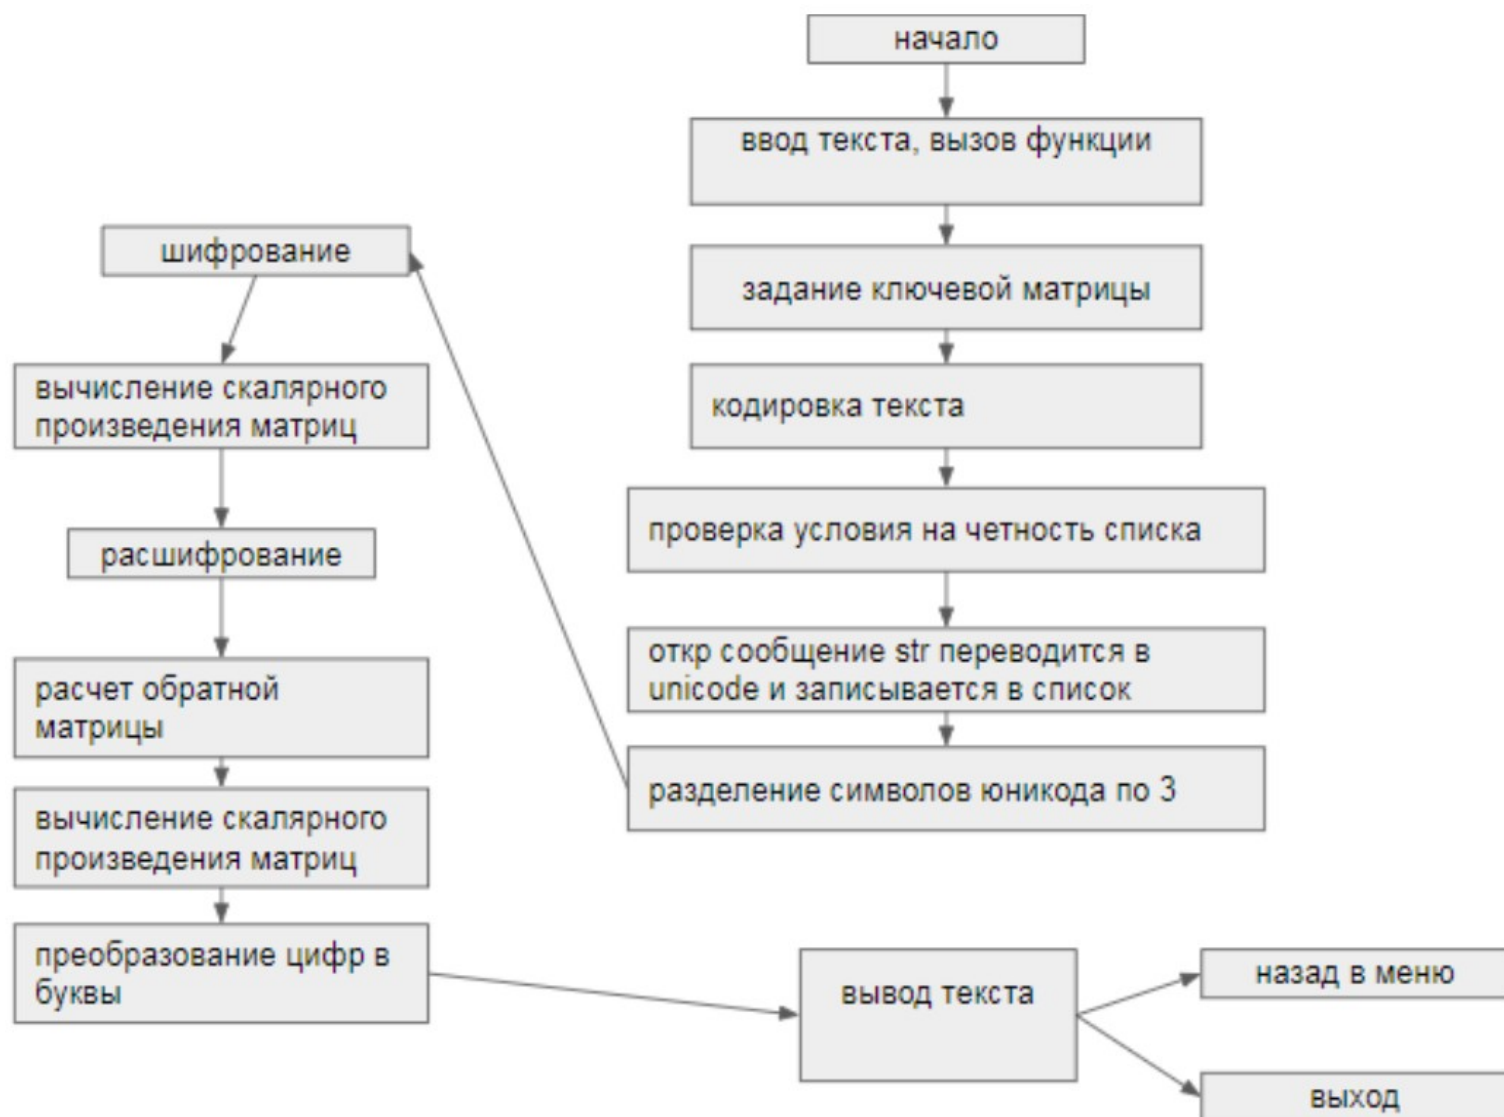 начало
ввод текста, вызов функции
задание ключевой матрицы
кодировка текста
проверка условия на четность списка
откр сообщение str переводится в
unicode и записывается в список
разделение символов юникода по 3
шифрование
вычисление скалярного
произведения матриц
расшифрование
расчет обратной
матрицы
вычисление скалярного
произведения матриц
преобразование цифр в
буквы
вывод текста
назад в меню
выход